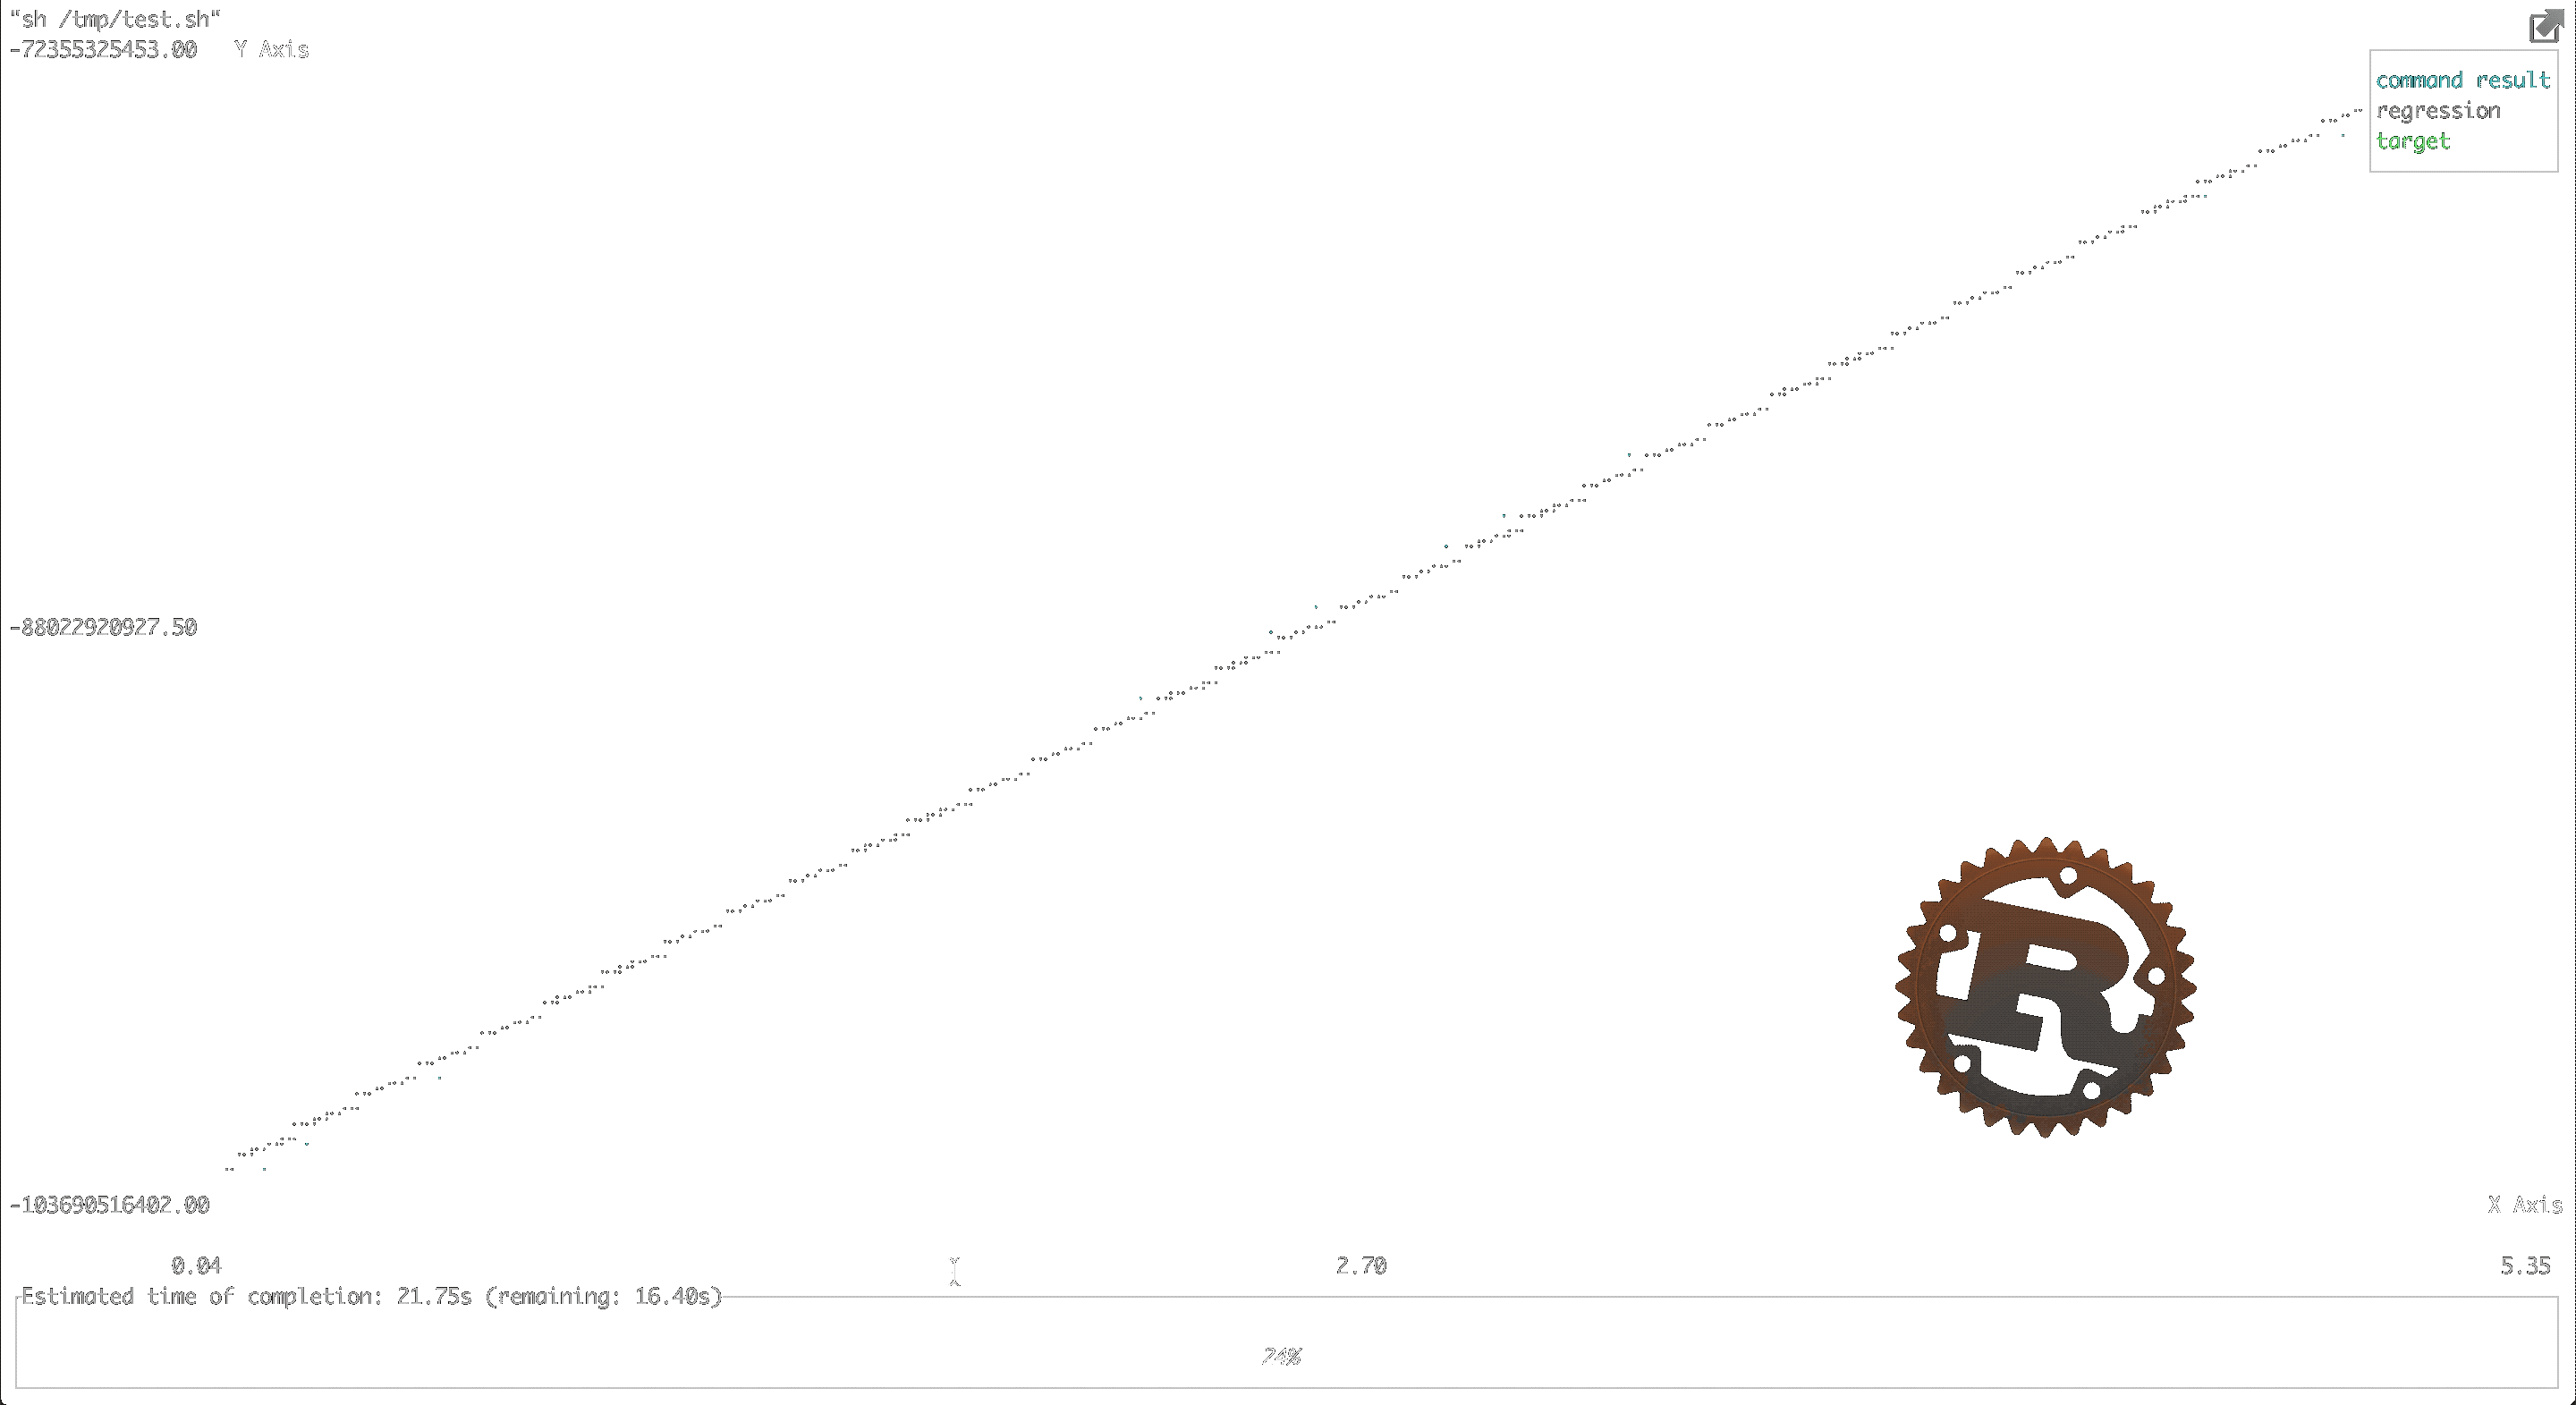 "sh /tmp/test.sh"
-72355325453.00 Y Axis
command result
regression
target
-88022920927.50
R
-103690516402.00
X Axis
0.04 2.70 5.35
Estimated time of completion: 21.75s (remaining: 16.40s)